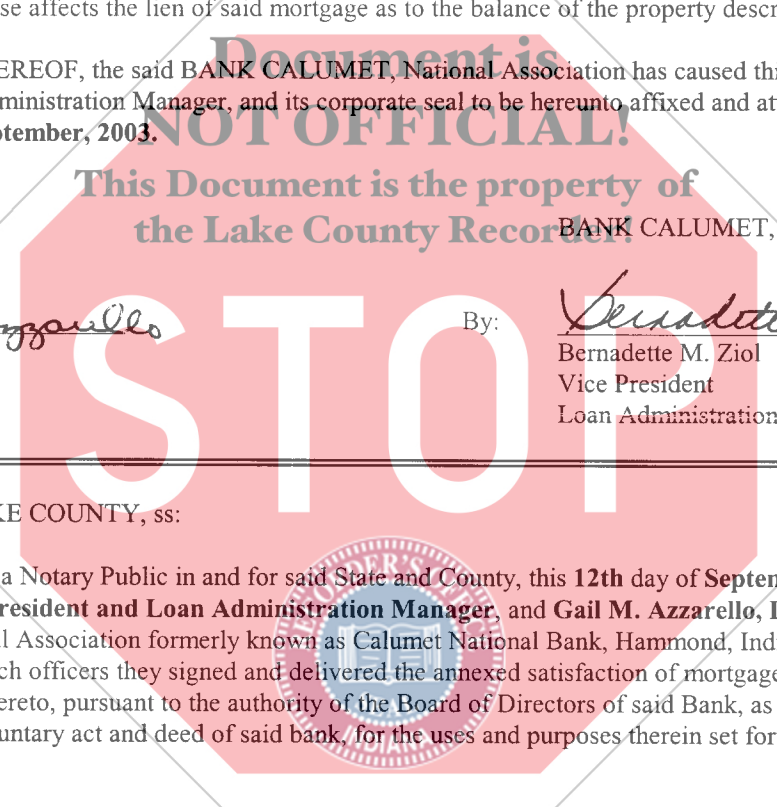 se affects the lien of said mortgage as to the balance of the property descr
Document is
EREOF, the said BANK CALUMET, National Association has caused thi
ministration Manager, and its corporate seal to be hereunto affixed and at
ptember, 2003.
NOT OFFICIAL!
This Document is the property of
the Lake County Recorder!
BANK CALUMET,
zzarello
By:
Bernadette
Bernadette M. Ziol
Vice President
Loan Administration
STOP
KE COUNTY, ss:
a Notary Public in and for said State and County, this 12th day of Septem
resident and Loan Administration Manager, and Gail M. Azzarello, L
l Association formerly known as Calumet National Bank, Hammond, Ind
ch officers they signed and delivered the annexed satisfaction of mortgage
ereto, pursuant to the authority of the Board of Directors of said Bank, as
untary act and deed of said bank, for the uses and purposes therein set for
INDIANA